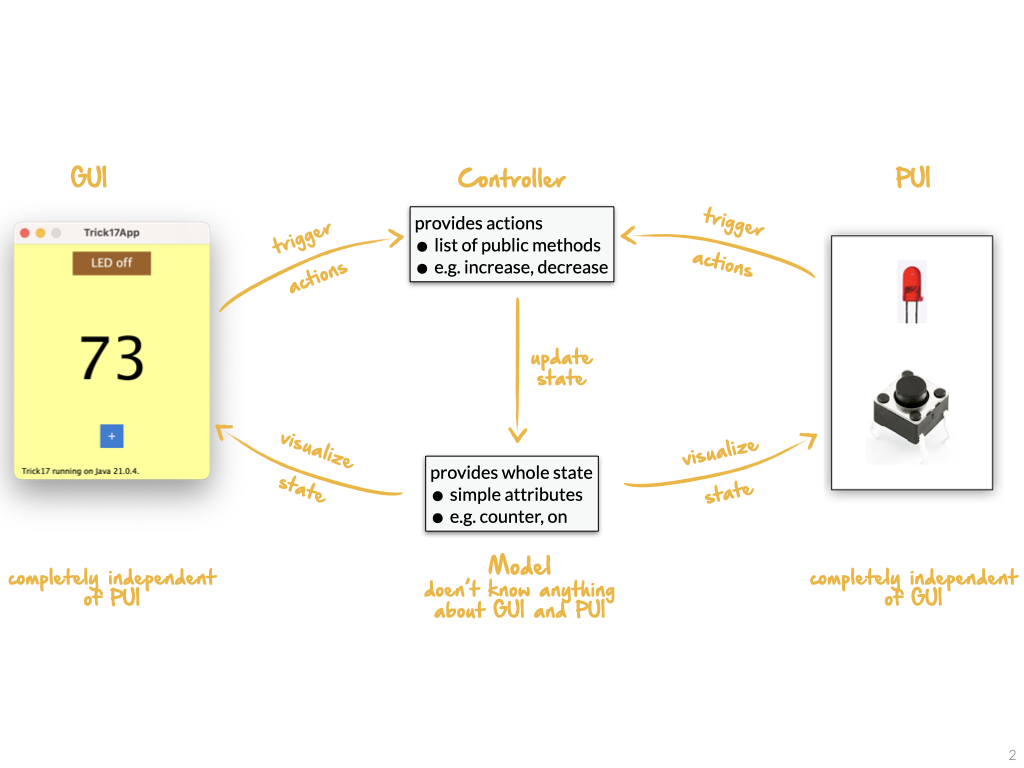 GUI
Controller
PUI
Trick17App
LED off
73
+
Trick17 running on Java 21.0.4.
trigger
actions
provides actions
● list of public methods
● e.g. increase, decrease
trigger
actions
update
state
visualize
state
provides whole state
● simple attributes
● e.g. counter, on
visualize
state
completely independent
of PUI
Model
doen't know anything
about GUI and PUI
completely independent
of GUI
2